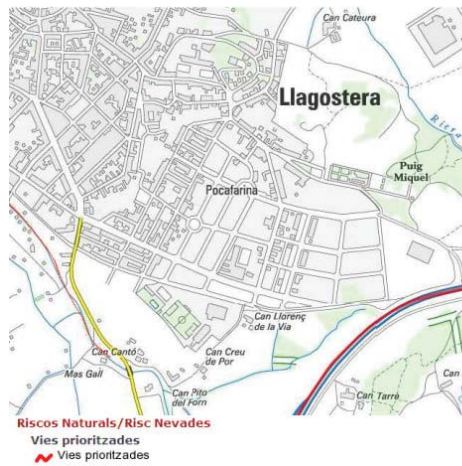 Can Cateura
Llagostera
Riera
Puig
Miquel
Pocafarina
Can Llorenç
de la Via
Can Cantó
Can Creu
de Por
Mas Gall
Can Pito
del Forn
Can Tarré
Can
Riscos Naturals/Risc Nevades
Vies prioritzades
Vies prioritzades